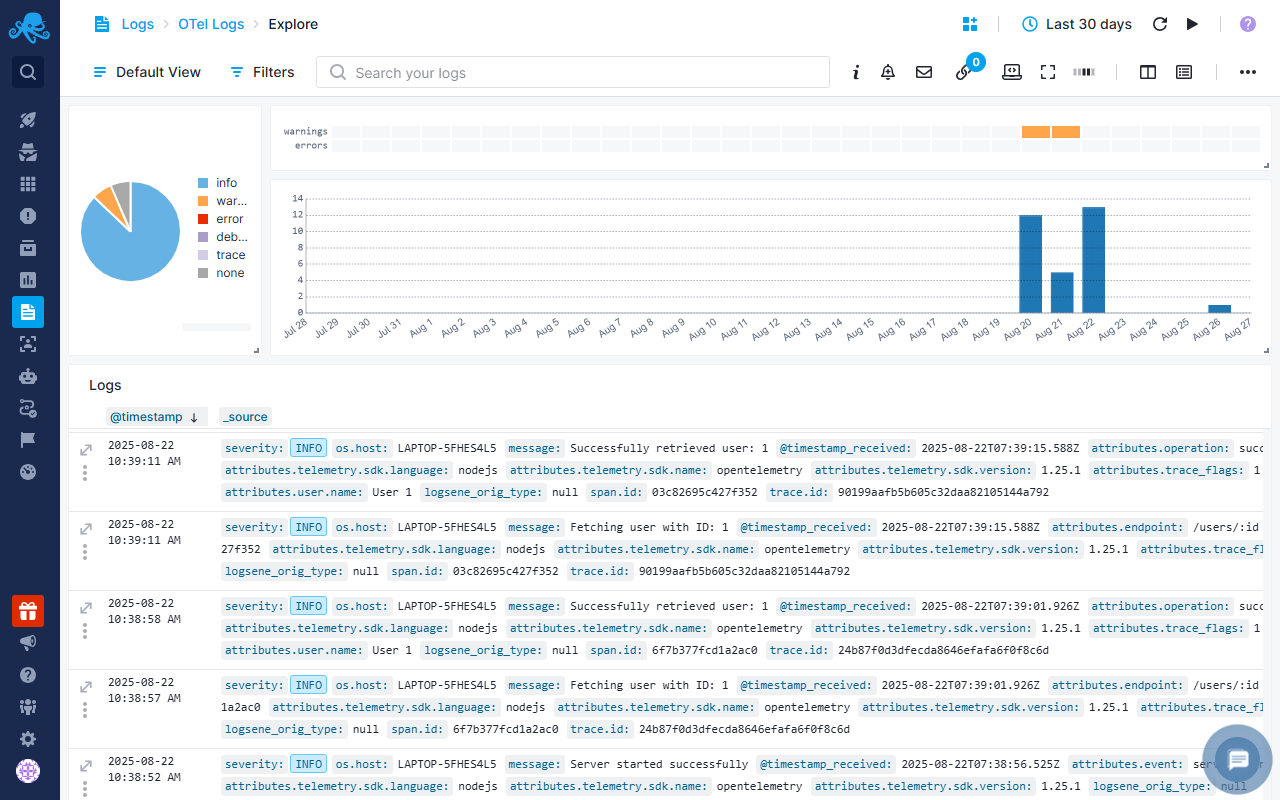 Logs > OTel Logs > Explore
Last 30 days
Default View
Filters
Search your logs
0
warnings
errors
info
war...
error
deb...
trace
none
14
12
10
8
6
4
2
0
Jul 28 Jul 29 Jul 30 Jul 31 Aug 1 Aug 2 Aug 3 Aug 4 Aug 5 Aug 6 Aug 7 Aug 8 Aug 9 Aug 10 Aug 11 Aug 12 Aug 13 Aug 14 Aug 15 Aug 16 Aug 17 Aug 18 Aug 19 Aug 20 Aug 21 Aug 22 Aug 23 Aug 24 Aug 25 Aug 26 Aug 27
Logs
@timestamp ↓ _source
2025-08-22 10:39:11 AM
severity: INFO os.host: LAPTOP-5FHES4L5 message: Successfully retrieved user: 1 @timestamp_received: 2025-08-22T07:39:15.588Z attributes.operation: succ
attributes.telemetry.sdk.language: nodejs attributes.telemetry.sdk.name: opentelemetry attributes.telemetry.sdk.version: 1.25.1 attributes.trace_flags: 1
attributes.user.name: User 1 logsene_orig_type: null span.id: 03c82695c427f352 trace.id: 90199aafb5b605c32daa82105144a792
2025-08-22 10:39:11 AM
severity: INFO os.host: LAPTOP-5FHES4L5 message: Fetching user with ID: 1 @timestamp_received: 2025-08-22T07:39:15.588Z attributes.endpoint: /users/:id
27f352 attributes.telemetry.sdk.language: nodejs attributes.telemetry.sdk.name: opentelemetry attributes.telemetry.sdk.version: 1.25.1 attributes.trace_fl
logsene_orig_type: null span.id: 03c82695c427f352 trace.id: 90199aafb5b605c32daa82105144a792
2025-08-22 10:38:58 AM
severity: INFO os.host: LAPTOP-5FHES4L5 message: Successfully retrieved user: 1 @timestamp_received: 2025-08-22T07:39:01.926Z attributes.operation: succ
attributes.telemetry.sdk.language: nodejs attributes.telemetry.sdk.name: opentelemetry attributes.telemetry.sdk.version: 1.25.1 attributes.trace_flags: 1
attributes.user.name: User 1 logsene_orig_type: null span.id: 6f7b377fcd1a2ac0 trace.id: 24b87f0d3dfecda8646efafa6f0f8c6d
2025-08-22 10:38:57 AM
severity: INFO os.host: LAPTOP-5FHES4L5 message: Fetching user with ID: 1 @timestamp_received: 2025-08-22T07:39:01.926Z attributes.endpoint: /users/:id
1a2ac0 attributes.telemetry.sdk.language: nodejs attributes.telemetry.sdk.name: opentelemetry attributes.telemetry.sdk.version: 1.25.1 attributes.trace_fl
logsene_orig_type: null span.id: 6f7b377fcd1a2ac0 trace.id: 24b87f0d3dfecda8646efafa6f0f8c6d
2025-08-22 10:38:52 AM
severity: INFO os.host: LAPTOP-5FHES4L5 message: Server started successfully @timestamp_received: 2025-08-22T07:38:56.525Z attributes.event:
attributes.telemetry.sdk.language: nodejs attributes.telemetry.sdk.name: opentelemetry attributes.telemetry.sdk.version: 1.25.1 logsene_orig_type: null